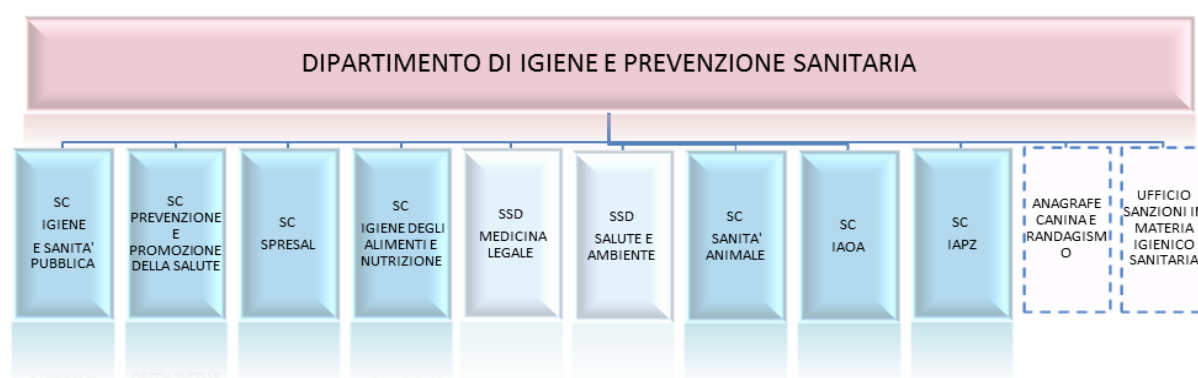 DIPARTIMENTO DI IGIENE E PREVENZIONE SANITARIA
SC
IGIENE
E SANITA' PUBBLICA
SC
PREVENZIONE
E
PROMOZIONE
DELLA SALUTE
SC
SPRESAL
SC
IGIENE DEGLI
ALIMENTI E
NUTRIZIONE
SSD
MEDICINA
LEGALE
SSD
SALUTE E
AMBIENTE
SC
SANITA'
ANIMALE
SC
IAOA
SC
IAPZ
ANAGRAFE
CANINA E
RANDAGISM
O
UFFICIO
SANZIONI IN
MATERIA
IGIENICO
SANITARIA